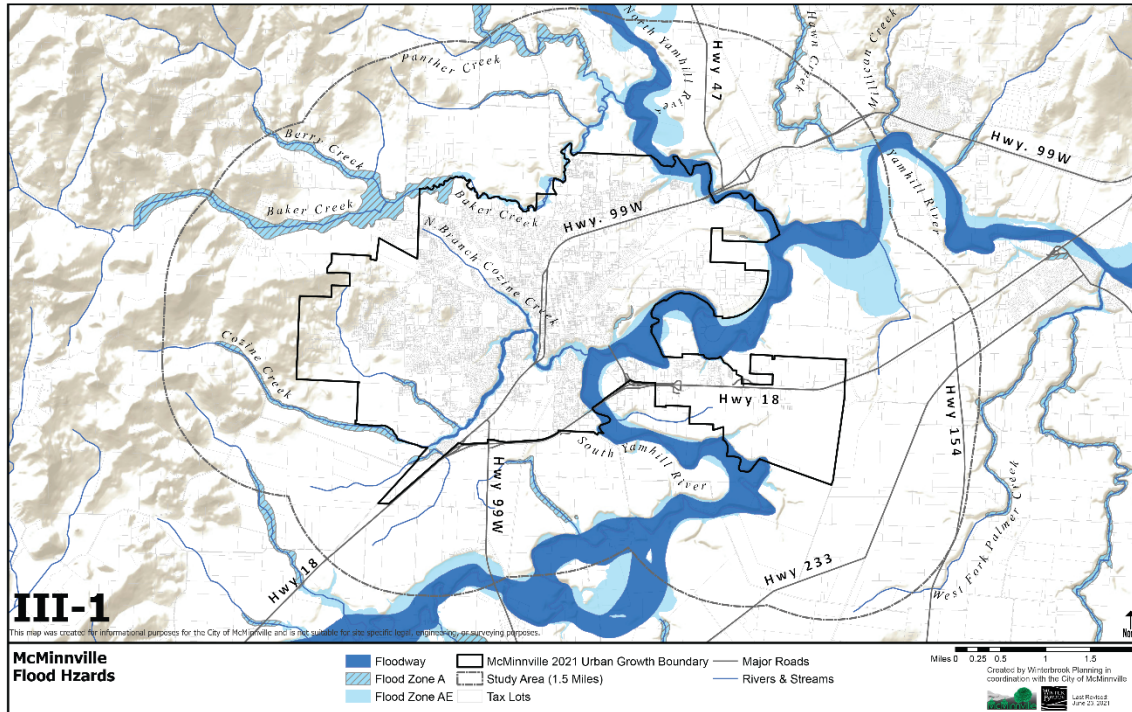 Panther Creek
North Yamhill River
Hwy 47
Hawn Creek
Millican Creek
Hwy. 99W
Yamhill River
Berry Creek
Baker Creek
Baker Creek
N. Branch Cozine Creek
Hwy. 99W
Cozine Creek
Hwy 18
Hwy 154
South Yamhill River
Hwy 99W
West Fork Palmer Creek
Hwy 233
Hwy 18
III-1
This map was created for informational purposes for the City of McMinnville and is not suitable for site specific legal, engineering, or surveying purposes.
McMinnville
Flood Hzards
Floodway
Flood Zone A
Flood Zone AE
McMinnville 2021 Urban Growth Boundary
Study Area (1.5 Miles)
Tax Lots
Major Roads
Rivers & Streams
Miles 0 0.25 0.5 1 1.5
Created by Winterbrook Planning in
coordination with the City of McMinnville
Last Revised:
June 23, 2021